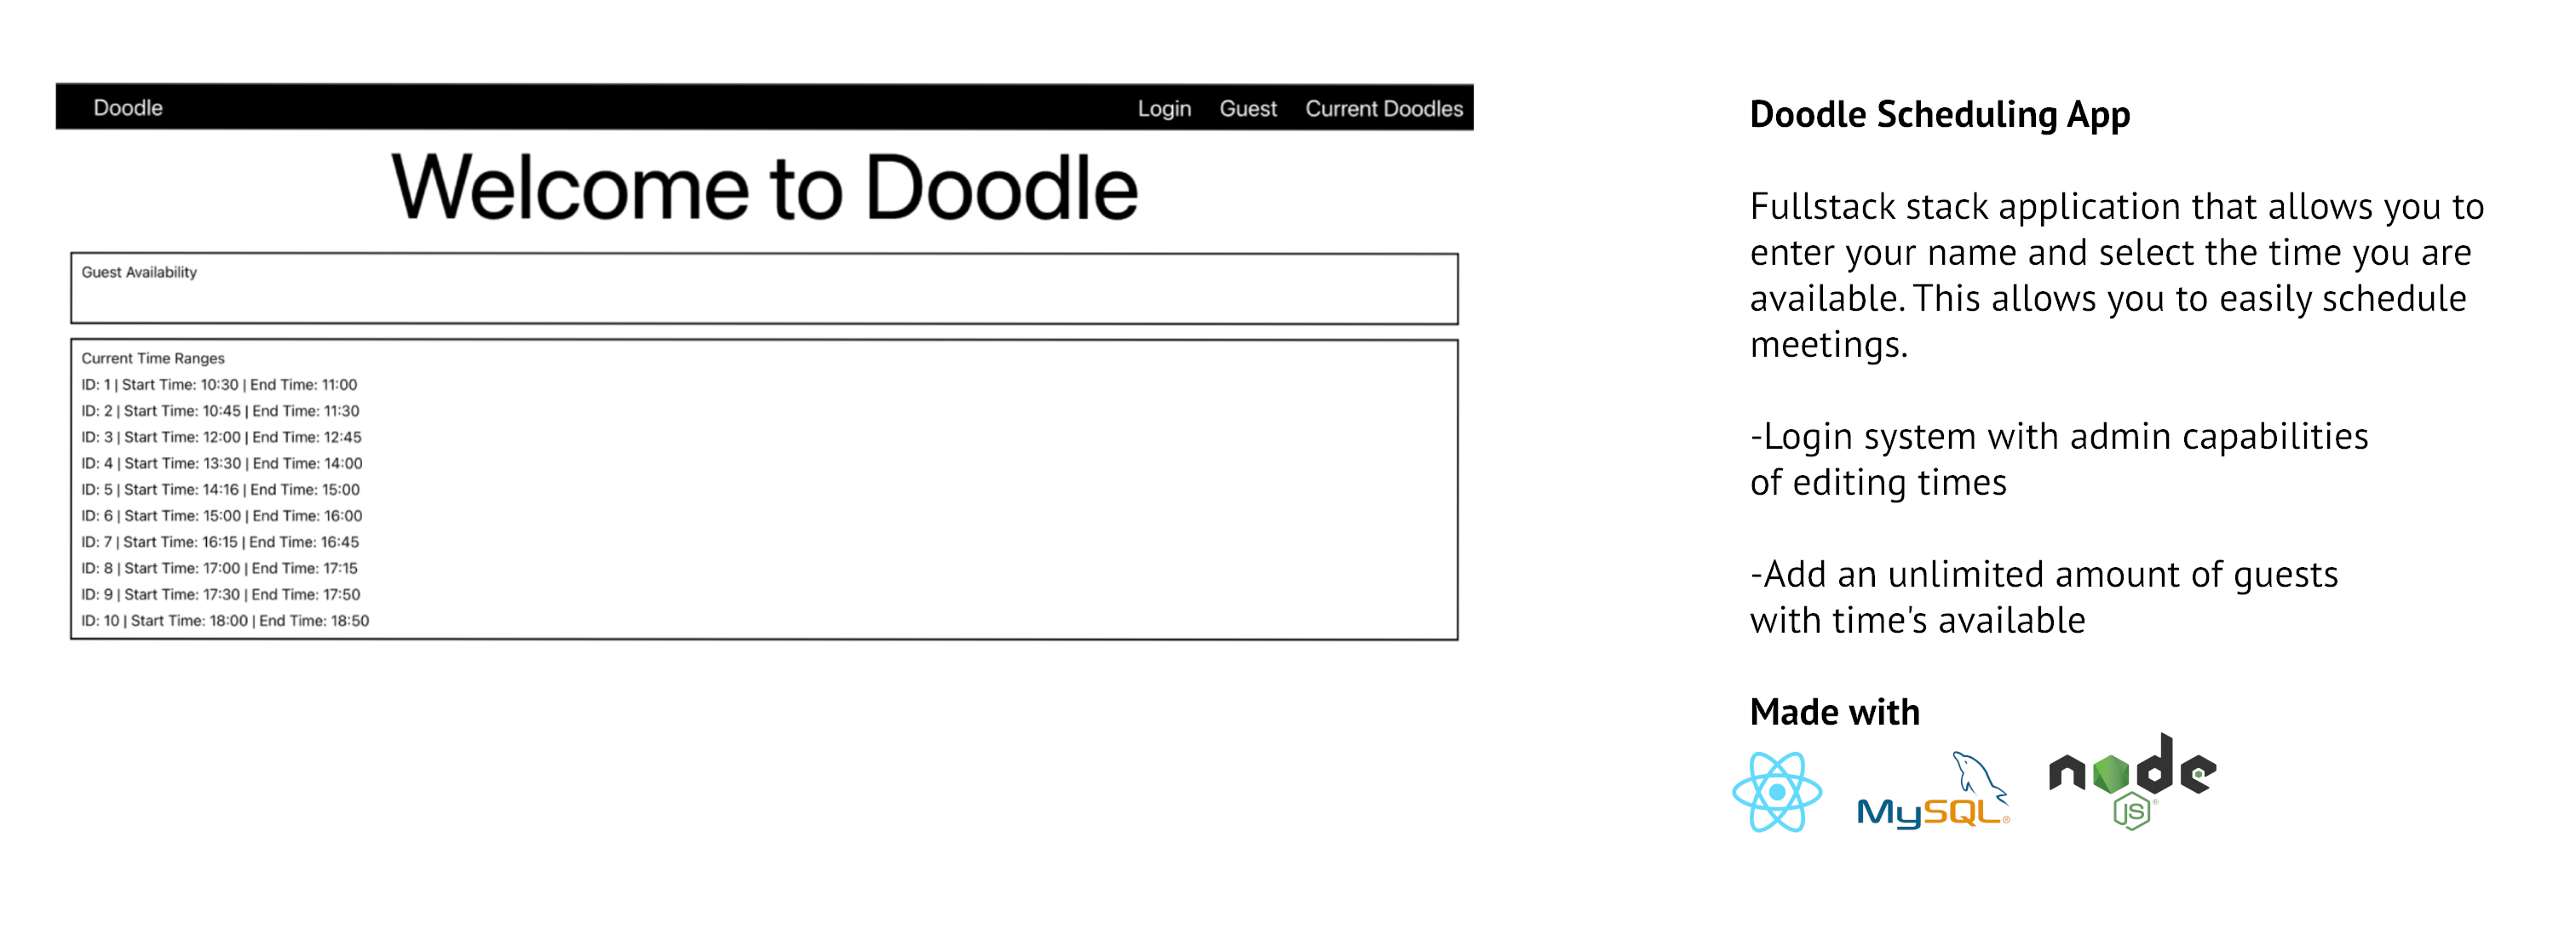 Doodle
Login Guest Current Doodles
Welcome to Doodle
Guest Availability
Current Time Ranges
ID: 1 | Start Time: 10:30 | End Time: 11:00
ID: 2 | Start Time: 10:45 | End Time: 11:30
ID: 3 | Start Time: 12:00 | End Time: 12:45
ID: 4 | Start Time: 13:30 | End Time: 14:00
ID: 5 | Start Time: 14:16 | End Time: 15:00
ID: 6 | Start Time: 15:00 | End Time: 16:00
ID: 7 | Start Time: 16:15 | End Time: 16:45
ID: 8 | Start Time: 17:00 | End Time: 17:15
ID: 9 | Start Time: 17:30 | End Time: 17:50
ID: 10 | Start Time: 18:00 | End Time: 18:50
Doodle Scheduling App
Fullstack stack application that allows you to
enter your name and select the time you are
available. This allows you to easily schedule
meetings.
-Login system with admin capabilities
of editing times
-Add an unlimited amount of guests
with time's available
Made with
MySQL®
node
JS®